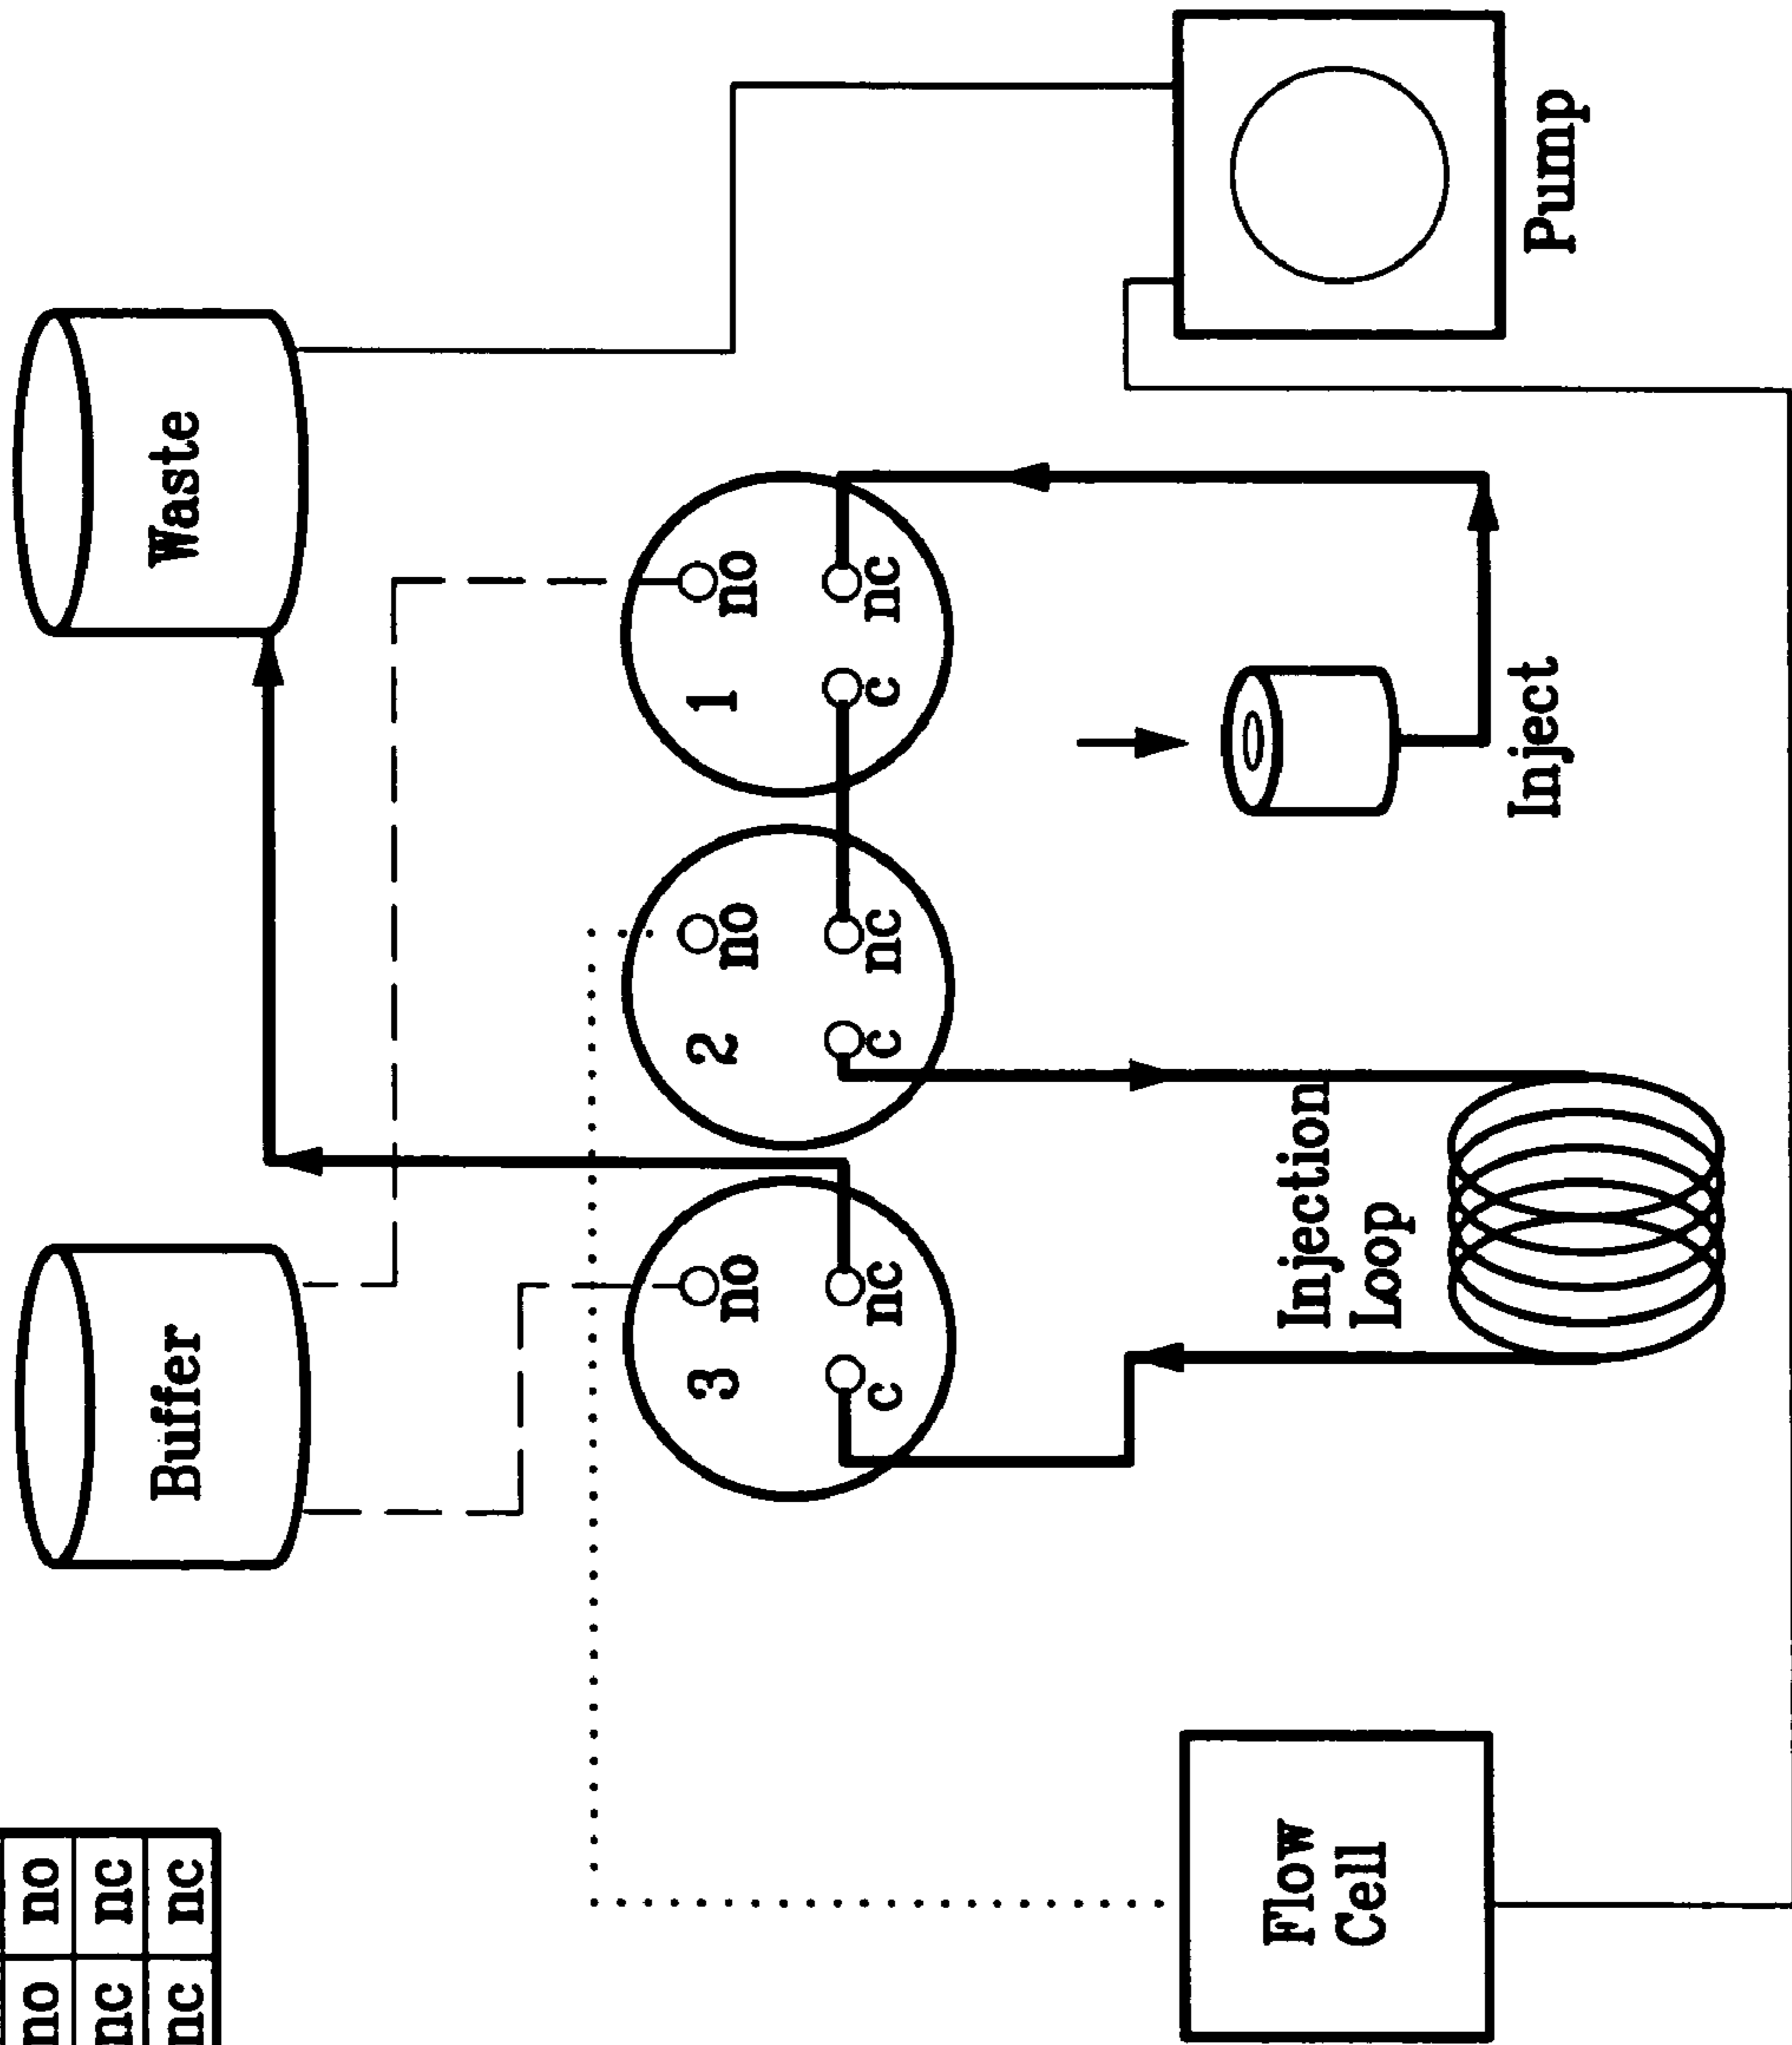 no no
nc nc
nc nc
Buffer
Waste
3 no
c nc
2 no
c nc
1 no
c nc
Flow
Cell
Injection
Loop
Inject
Pump